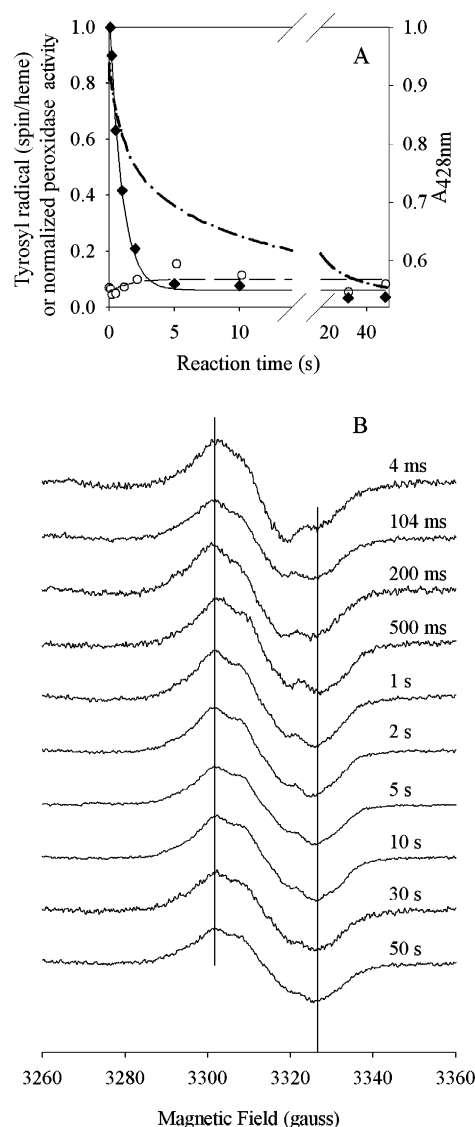 A
Tyrosyl radical (spin/heme)
or normalized peroxidase activity
1.0
0.8
0.6
0.4
0.2
0.0
1.0
0.9
0.8
0.7
0.6
A428nm
0 5 10 20 40
Reaction time (s)
B
4 ms
104 ms
200 ms
500 ms
1 s
2 s
5 s
10 s
30 s
50 s
3260 3280 3300 3320 3340 3360
Magnetic Field (gauss)